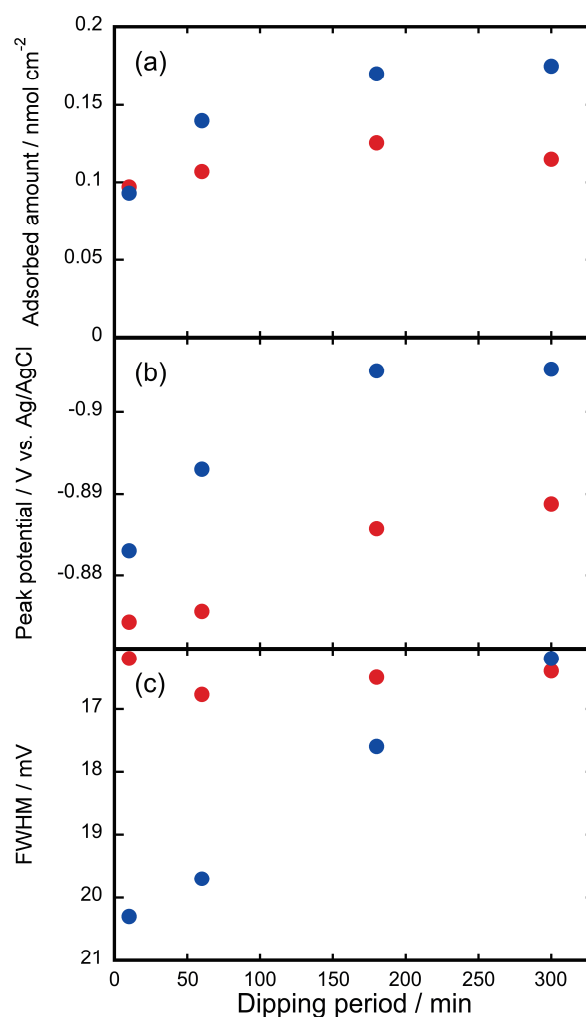 (a)
Adsorbed amount / nmol cm⁻²
0.2
0.15
0.1
0.05
0
(b)
Peak potential / V vs. Ag/AgCl
-0.9
-0.89
-0.88
(c)
FWHM / mV
17
18
19
20
21
0 50 100 150 200 250 300
Dipping period / min